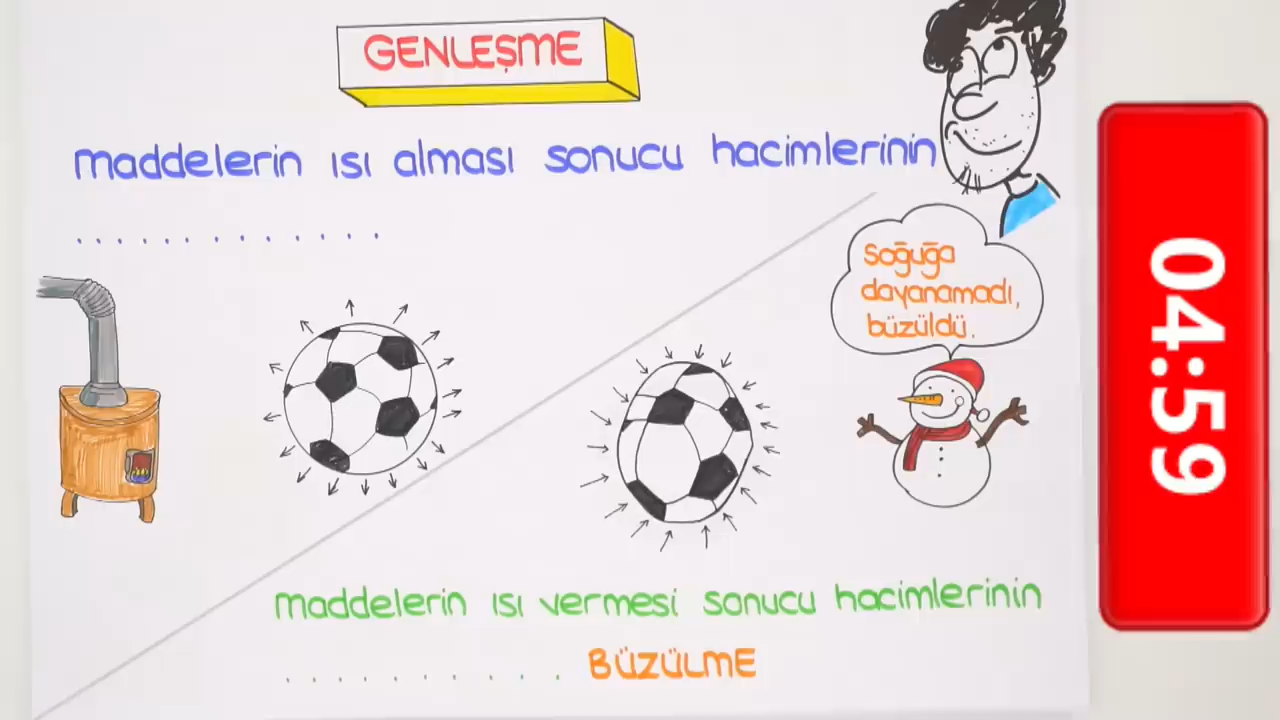 GENLEŞME
maddelerin ısı alması sonucu hacimlerinin
. . . . . . . . . . . . .
Soğuğa
dayanamadı,
büzüldü.
maddelerin ısı vermesi sonucu hacimlerinin
. . . . . . . . . . . BÜZÜLME
04:59